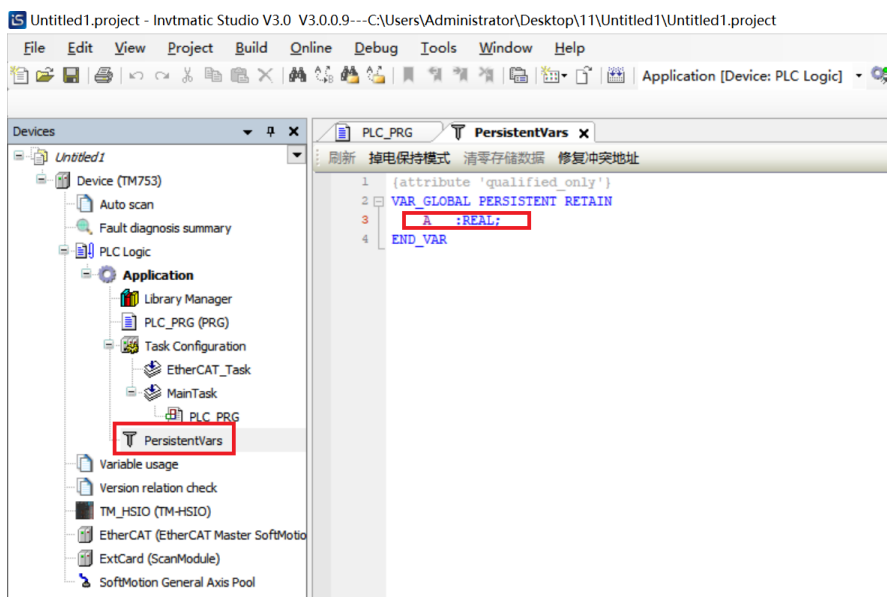 Untitled1.project - Invtmatic Studio V3.0 V3.0.0.9---C:\Users\Administrator\Desktop\11\Untitled1\Untitled1.project
File Edit View Project Build Online Debug Tools Window Help
Application [Device: PLC Logic]
Devices
Untitled1
Device (TM753)
Auto scan
Fault diagnosis summary
PLC Logic
Application
Library Manager
PLC_PRG (PRG)
Task Configuration
EtherCAT_Task
MainTask
PLC_PRG
PersistentVars
Variable usage
Version relation check
TM_HSIO (TM-HSIO)
EtherCAT (EtherCAT Master SoftMotio
ExtCard (ScanModule)
SoftMotion General Axis Pool
PLC_PRG PersistentVars
刷新 掉电保持模式 清零存储数据 修复冲突地址
1 {attribute 'qualified_only'}
2 VAR_GLOBAL PERSISTENT RETAIN
3 A :REAL;
4 END_VAR